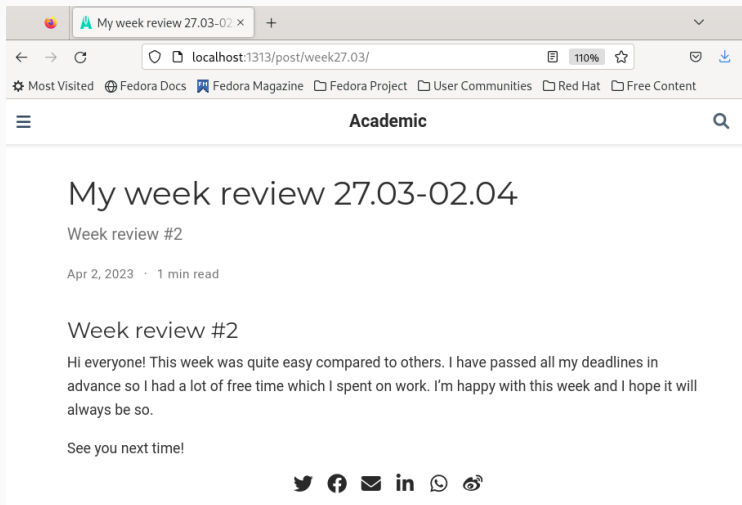 My week review 27.03-02
localhost:1313/post/week27.03/
110%
Most Visited Fedora Docs Fedora Magazine Fedora Project User Communities Red Hat Free Content
Academic
My week review 27.03-02.04
Week review #2
Apr 2, 2023 · 1 min read
Week review #2
Hi everyone! This week was quite easy compared to others. I have passed all my deadlines in
advance so I had a lot of free time which I spent on work. I'm happy with this week and I hope it will
always be so.
See you next time!